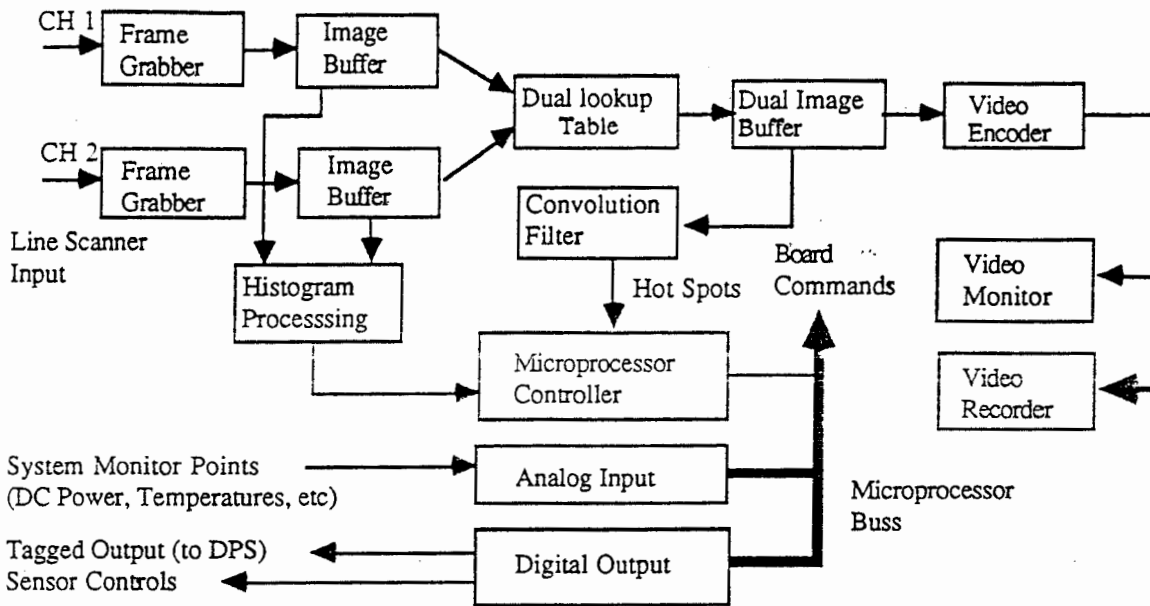 CH 1
Frame
Grabber
Image
Buffer
Dual lookup
Table
Dual Image
Buffer
Video
Encoder
CH 2
Frame
Grabber
Image
Buffer
Line Scanner
Input
Convolution
Filter
Histogram
Processsing
Hot Spots
Board
Commands
Video
Monitor
Microprocessor
Controller
Video
Recorder
System Monitor Points
(DC Power, Temperatures, etc)
Analog Input
Microprocessor
Buss
Tagged Output (to DPS)
Sensor Controls
Digital Output